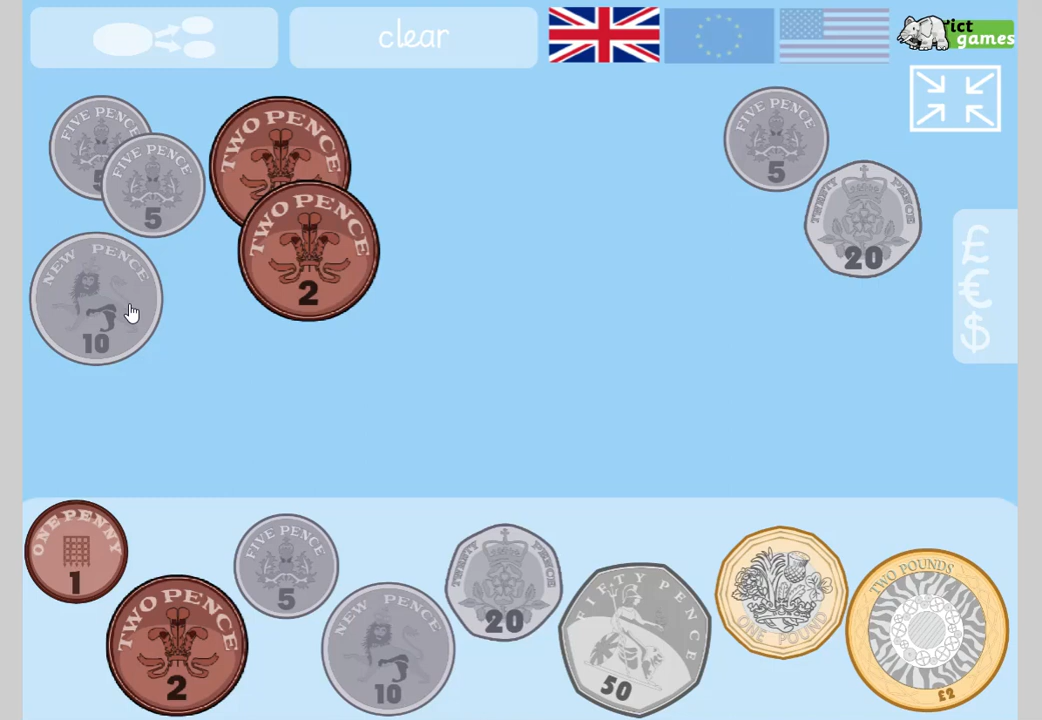 clear
ict
games
FIVE PENCE
5
FIVE PENCE
5
NEW PENCE
10
TWO PENCE
TWO PENCE
2
FIVE PENCE
5
TWENTY PENCE
20
£
€
$
ONE PENNY
1
TWO PENCE
2
FIVE PENCE
5
NEW PENCE
10
TWENTY PENCE
20
FIFTY PENCE
50
ONE POUND
TWO POUNDS
£2